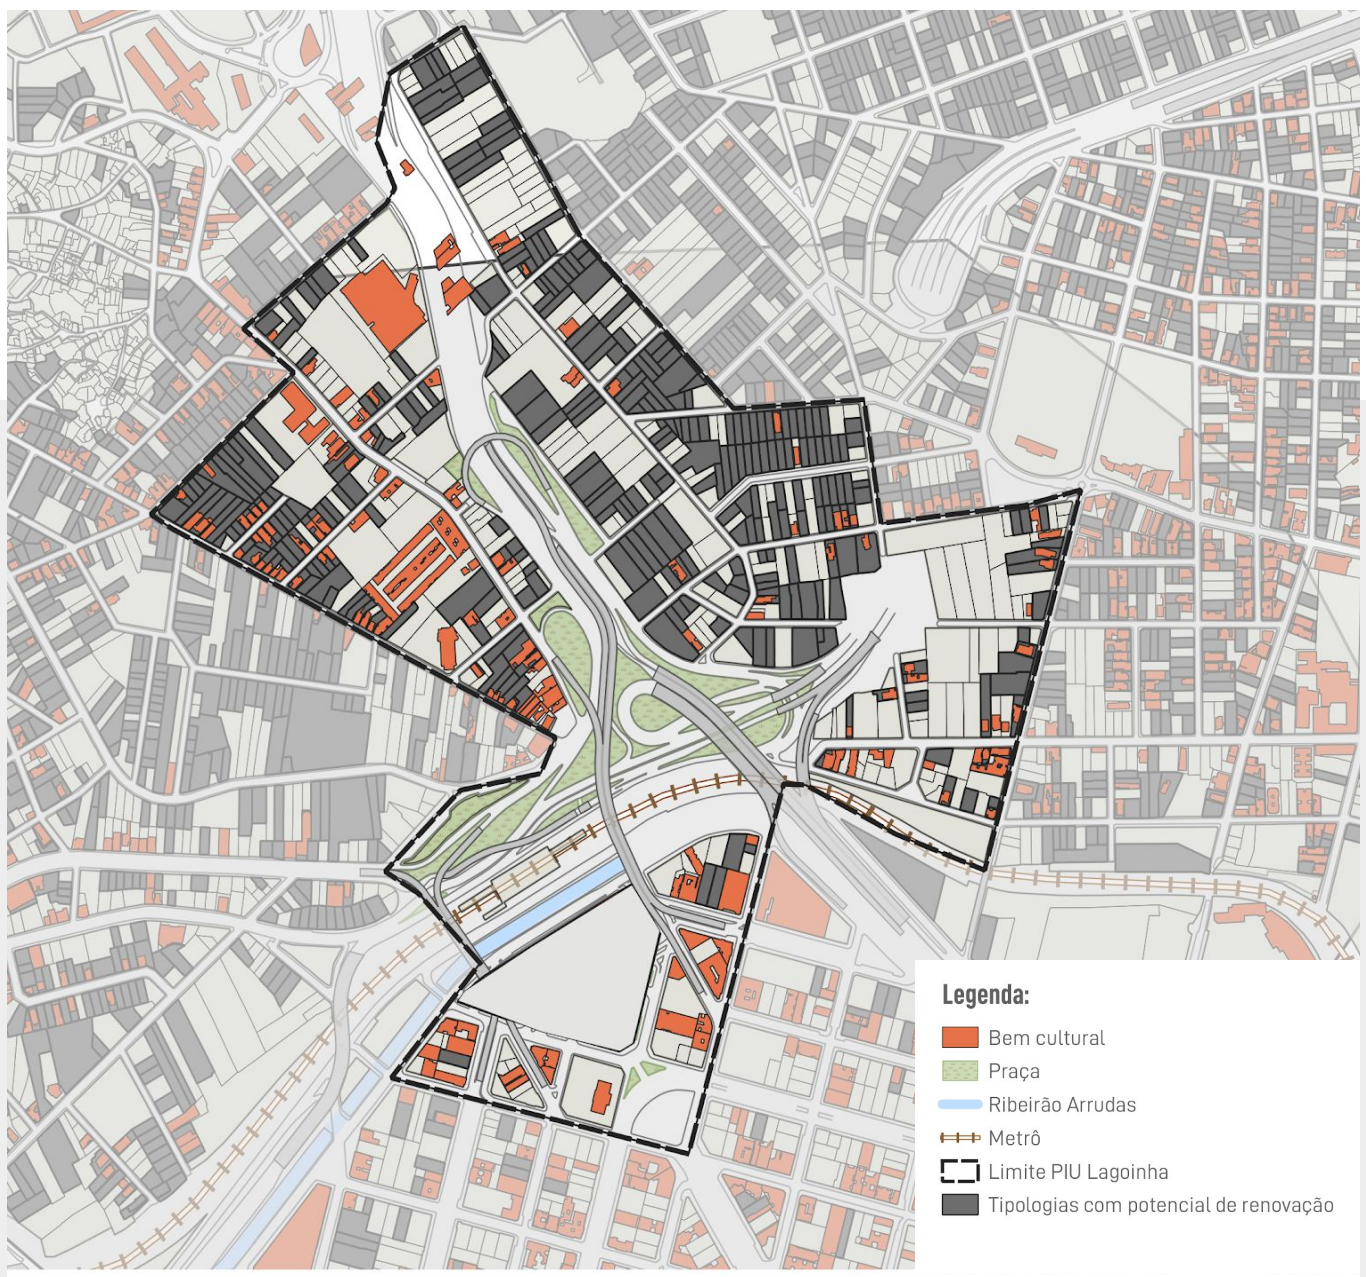 Legenda:
Bem cultural
Praça
Ribeirão Arrudas
Metrô
Limite PIU Lagoinha
Tipologias com potencial de renovação